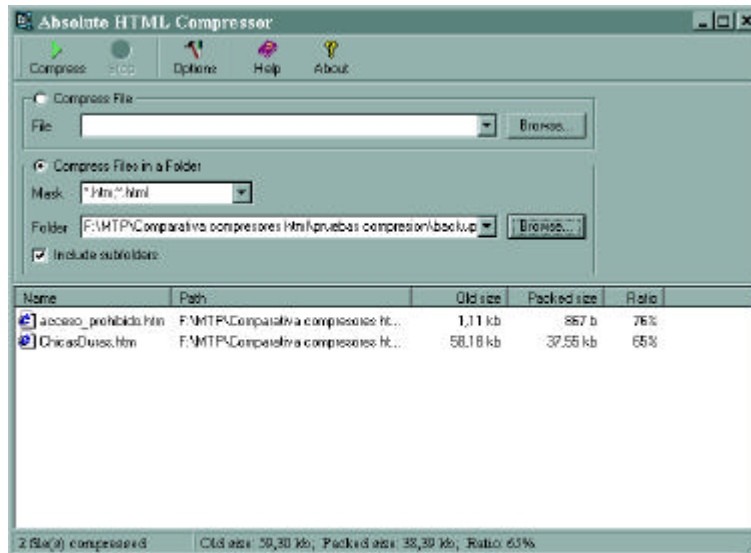 Absolute HTML Compressor
Compress Stop Options Help About
Compress File
File Browse...
Compress Files in a Folder
Mask *.htm;*.html
Folder F:\MTP\Comparativa compresores html\pruebas compresion\backup Browse...
Include subfolders
Name Path Old size Packed size Ratio
acceso_prohibido.htm F:\MTP\Comparativa compresores ht... 1,11 kb 867 b 76%
ChicasDuras.htm F:\MTP\Comparativa compresores ht... 58,18 kb 37,55 kb 65%
2 file(s) compressed Old size: 59,30 kb; Packed size: 38,39 kb; Ratio: 65%